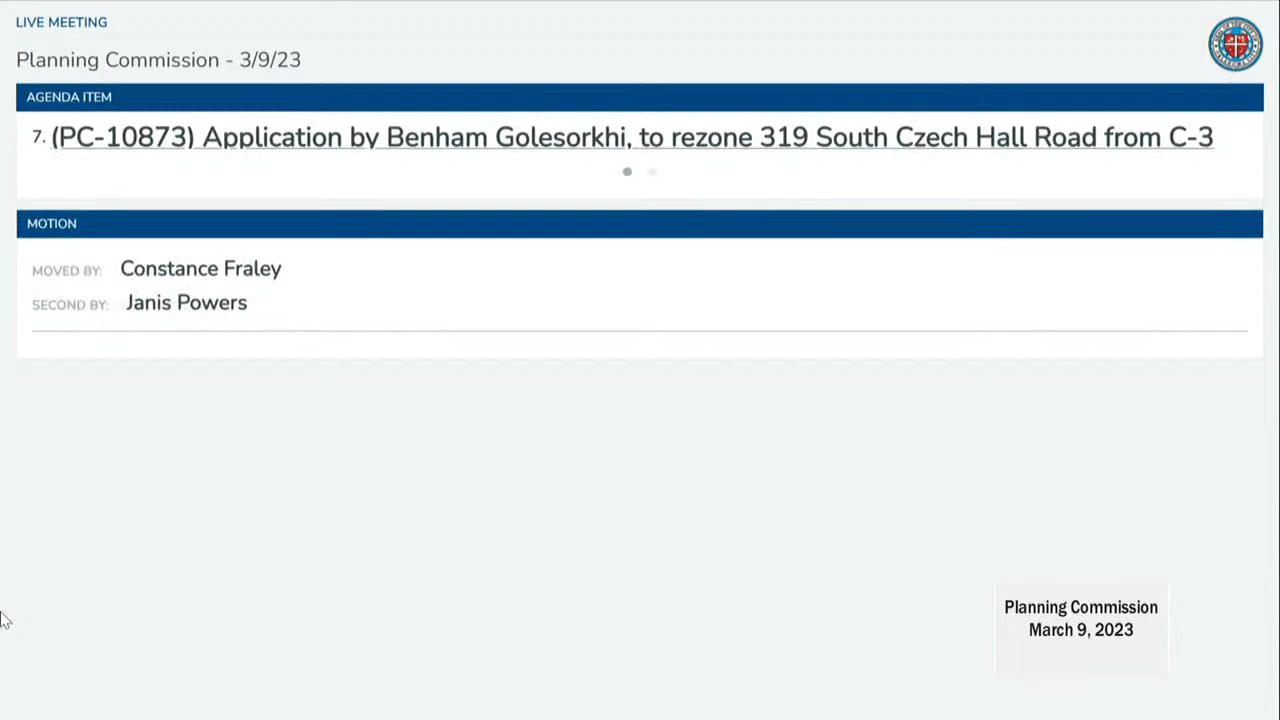 LIVE MEETING
Planning Commission - 3/9/23
AGENDA ITEM
7. (PC-10873) Application by Benham Golesorkhi, to rezone 319 South Czech Hall Road from C-3
MOTION
MOVED BY: Constance Fraley
SECOND BY: Janis Powers
Planning Commission
March 9, 2023